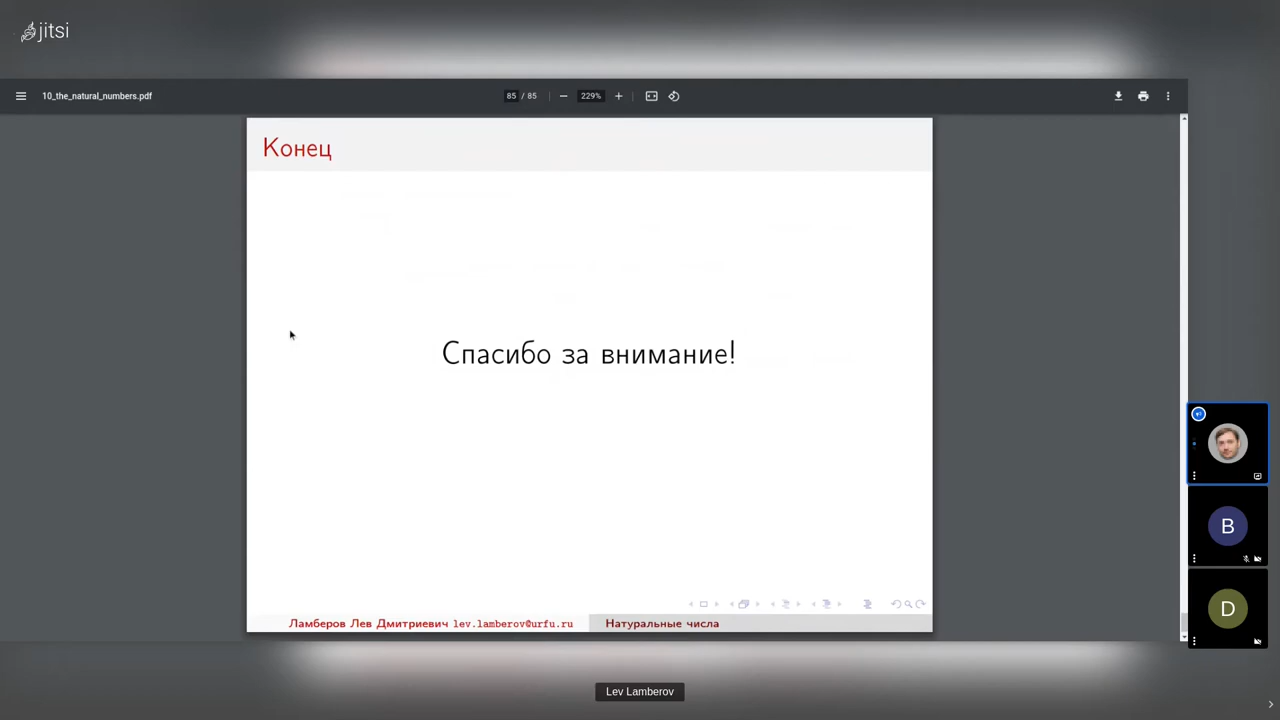 jitsi
10_the_natural_numbers.pdf
85 / 85
229%
Конец
Спасибо за внимание!
Ламберов Лев Дмитриевич lev.lamberov@urfu.ru
Натуральные числа
B
D
Lev Lamberov